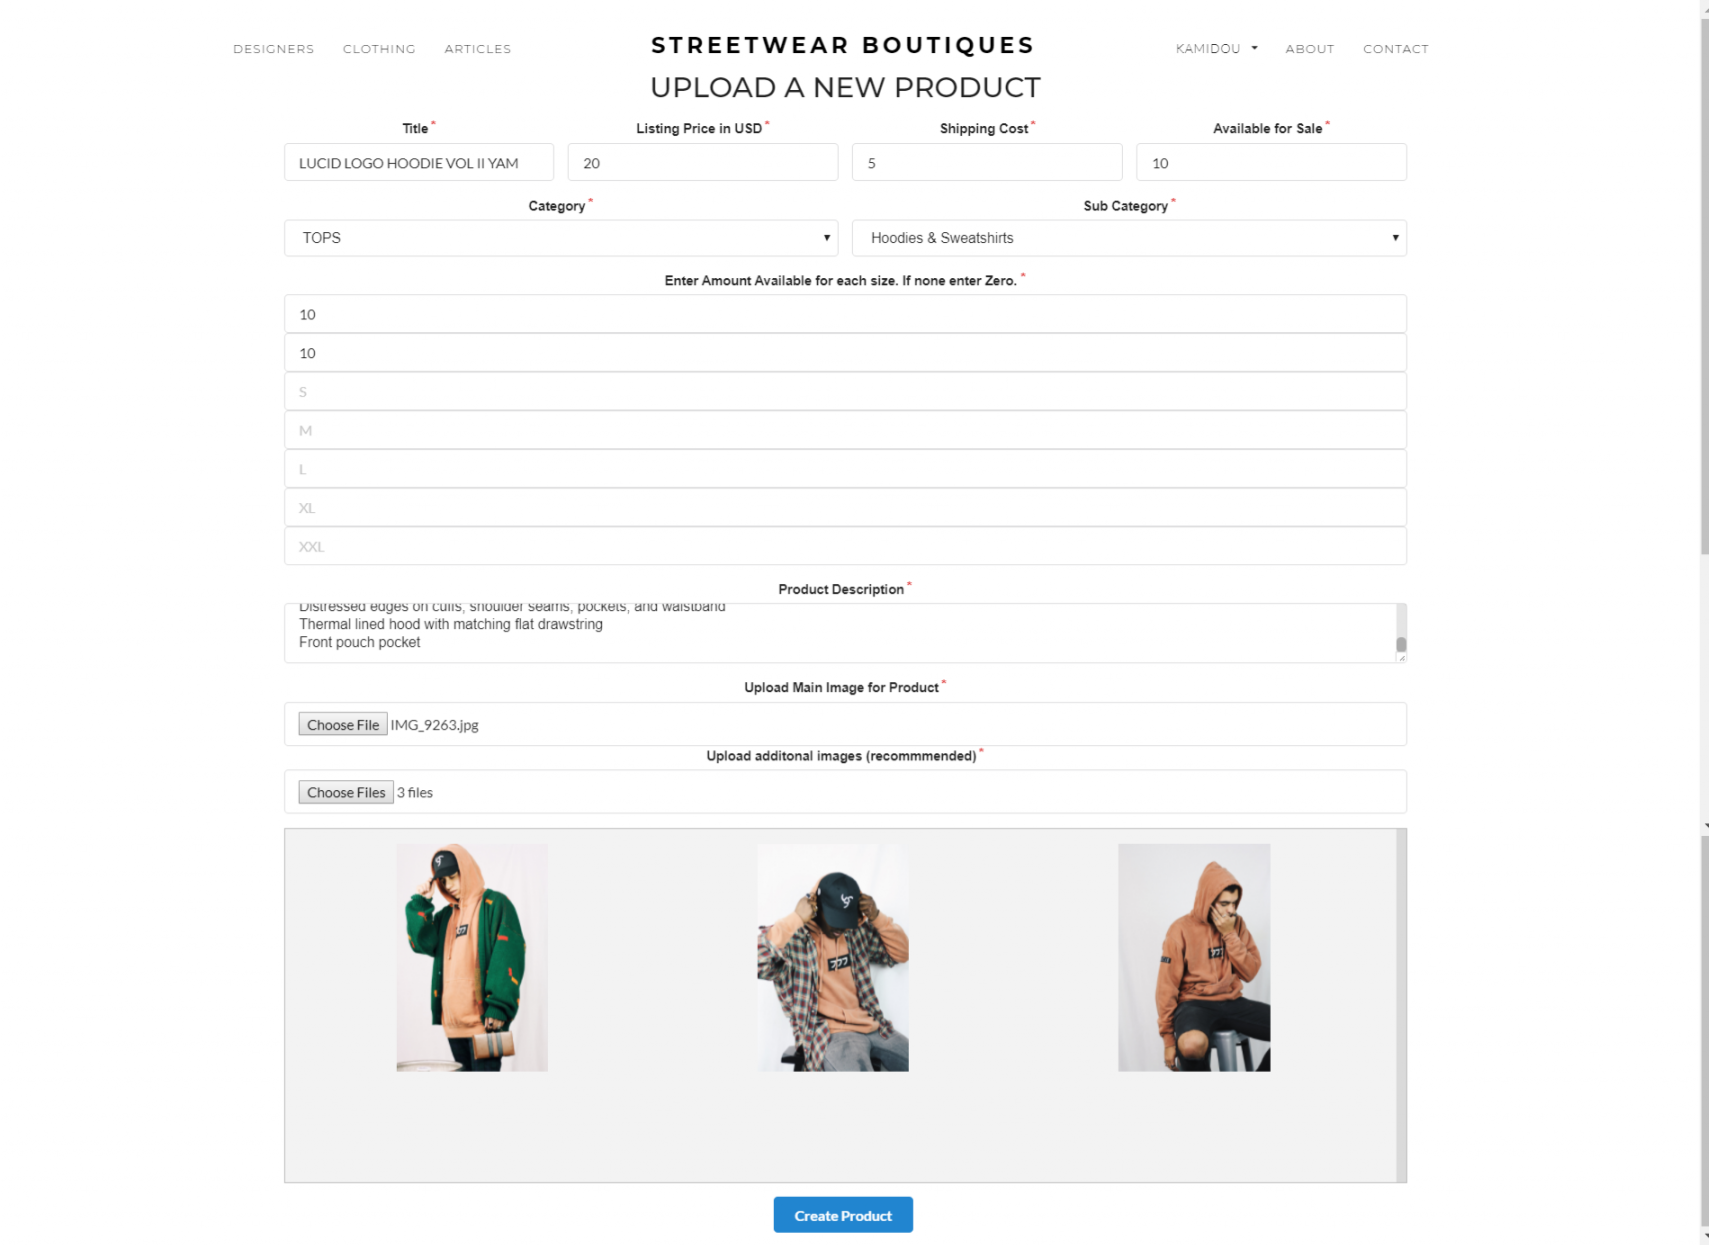 DESIGNERS CLOTHING ARTICLES STREETWEAR BOUTIQUES KAMIDOU ABOUT CONTACT
UPLOAD A NEW PRODUCT
Title* Listing Price in USD* Shipping Cost* Available for Sale*
LUCID LOGO HOODIE VOL II YAM 20 5 10
Category* Sub Category*
TOPS Hoodies & Sweatshirts
Enter Amount Available for each size. If none enter Zero.*
10
10
S
M
L
XL
XXL
Product Description*
Distressed edges on cuffs, shoulder seams, pockets, and waistband
Thermal lined hood with matching flat drawstring
Front pouch pocket
Upload Main Image for Product*
Choose File IMG_9263.jpg
Upload additonal images (recommmended)*
Choose Files 3 files
Create Product